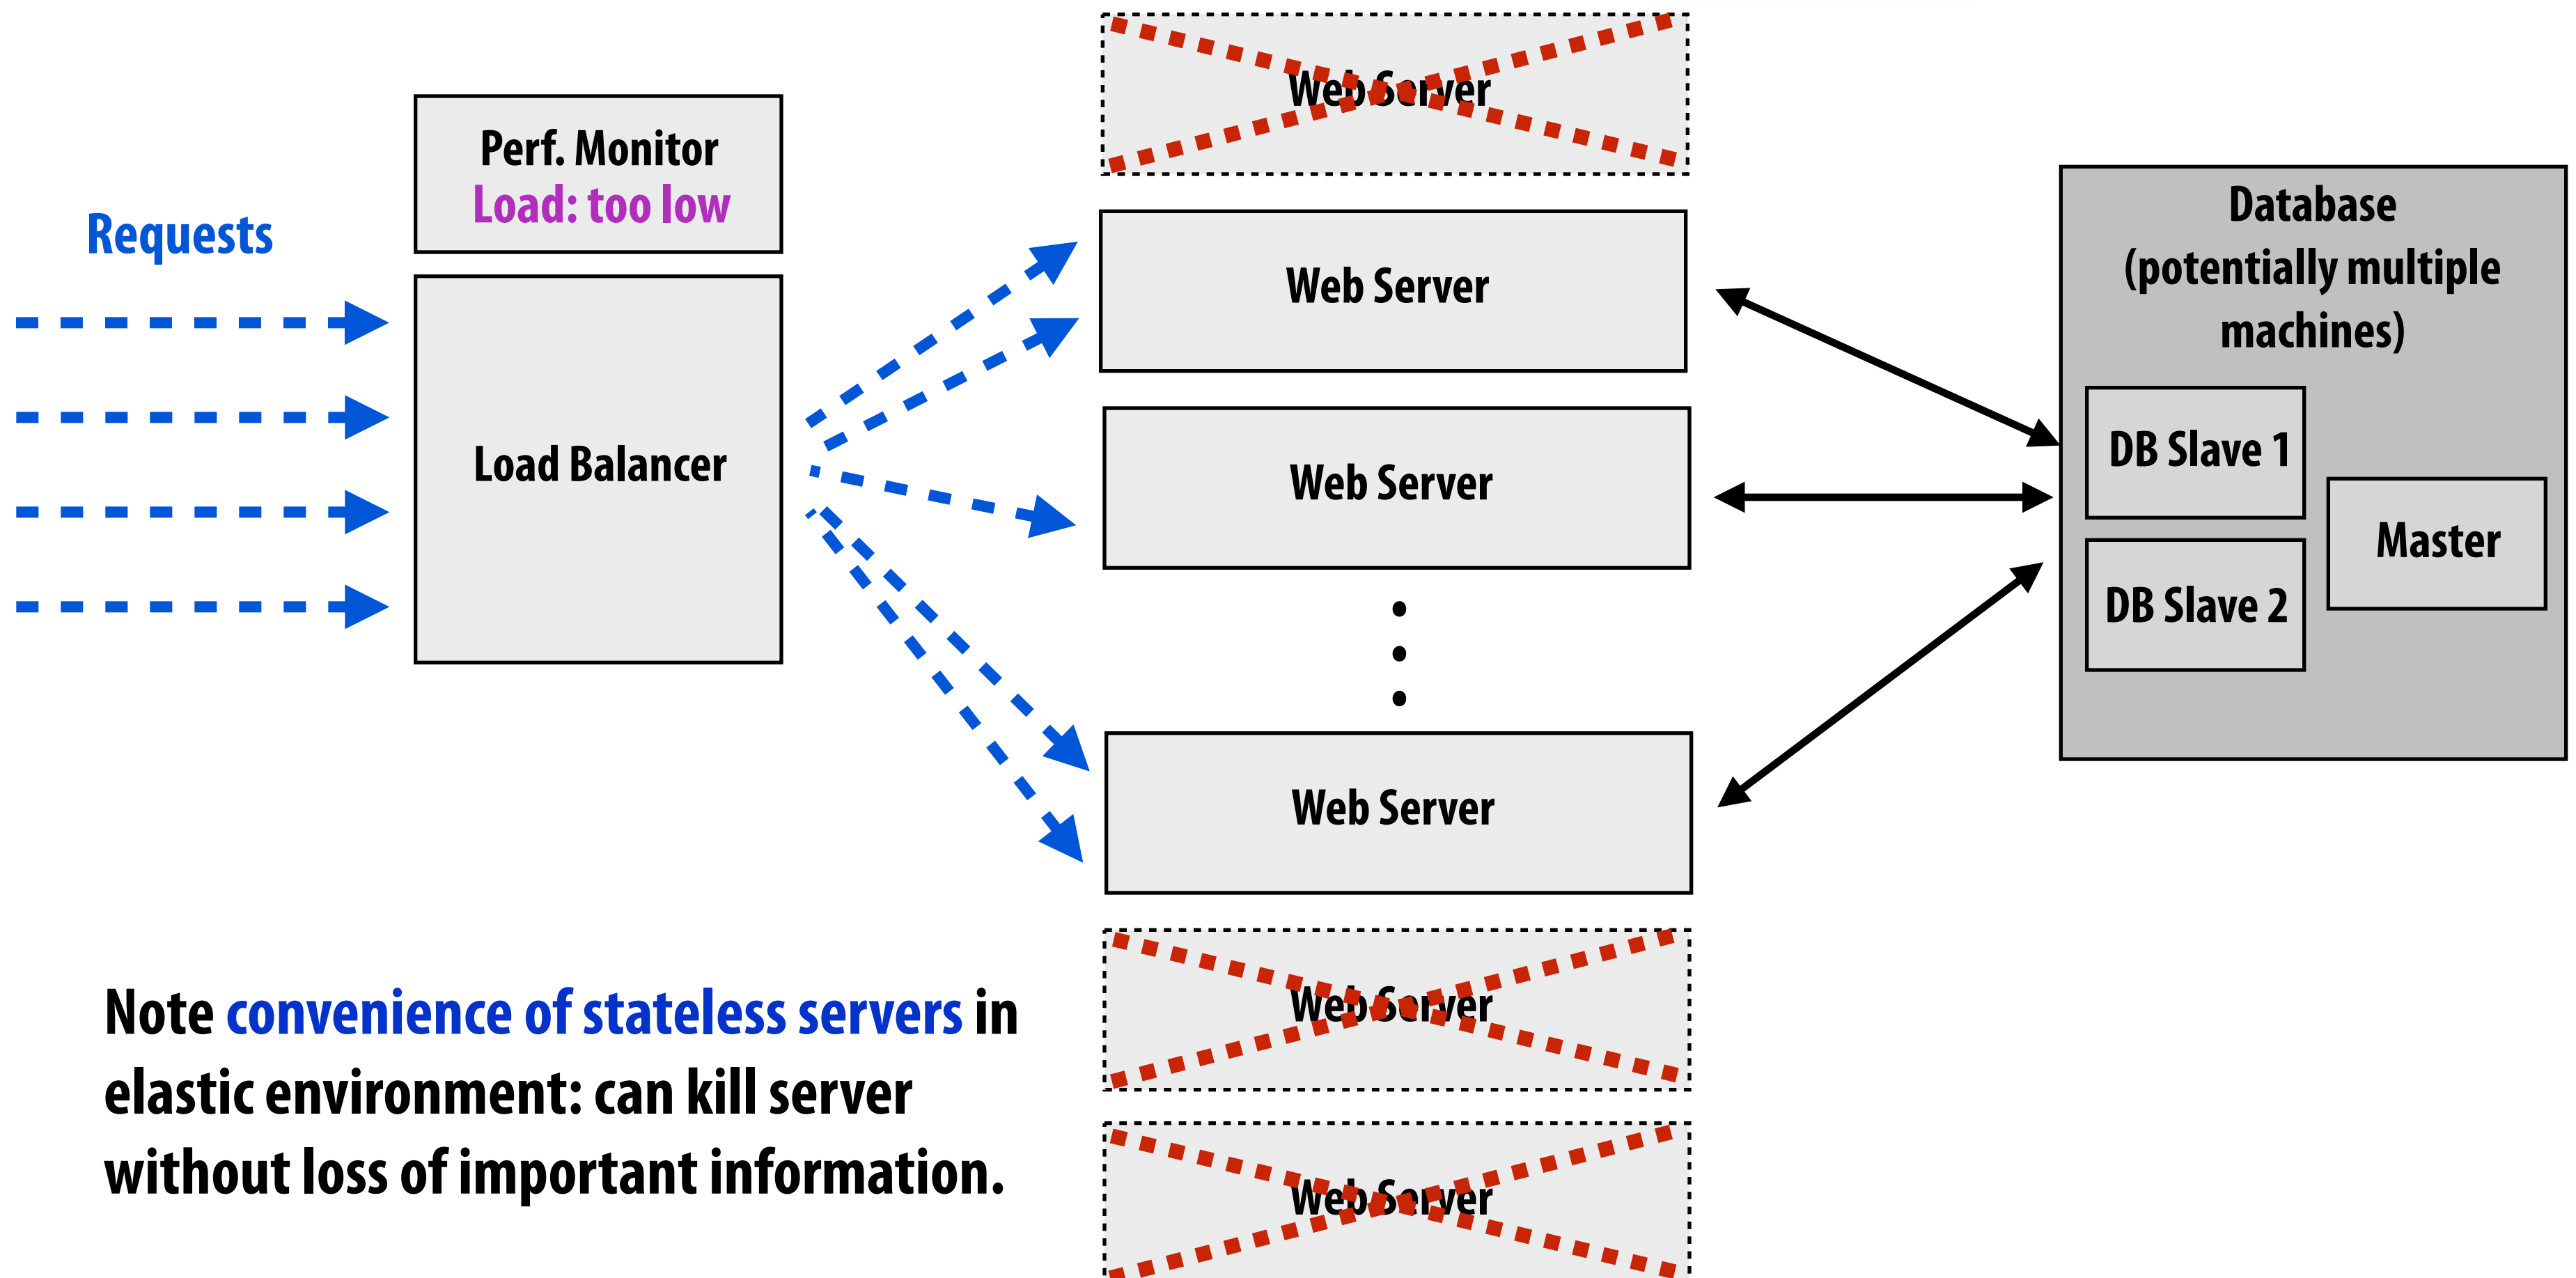 Requests
Perf. Monitor
Load: too low
Load Balancer
Web Server
Web Server
Web Server
Web Server
Web Server
Web Server
Database
(potentially multiple
machines)
DB Slave 1
Master
DB Slave 2
Note convenience of stateless servers in
elastic environment: can kill server
without loss of important information.